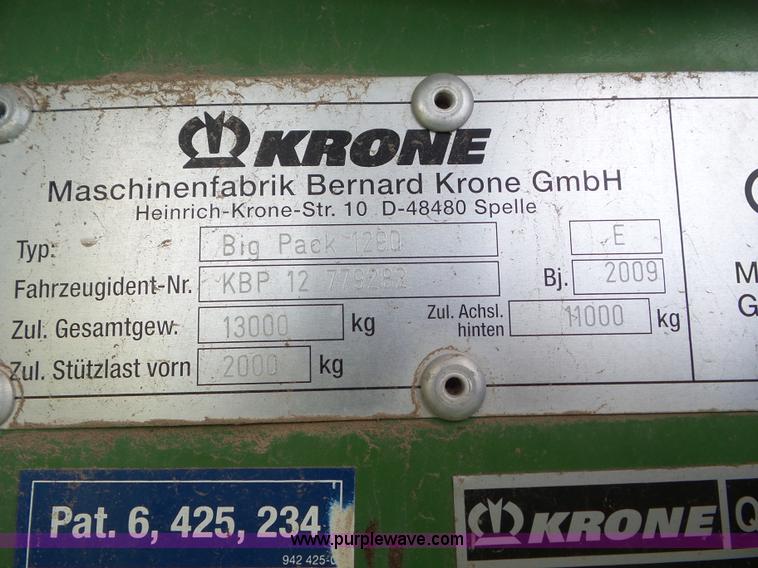 KRONE
Maschinenfabrik Bernard Krone GmbH
Heinrich-Krone-Str. 10 D-48480 Spelle
Typ: Big Pack 1290 E
Fahrzeugident-Nr. KBP 12 Bj. 2009
Zul. Gesamtgew. 13000 kg Zul. Achsl. hinten 11000 kg
Zul. Stützlast vorn 2000 kg
Pat. 6, 425, 234
942 425-
KRONE
www.purplewave.com